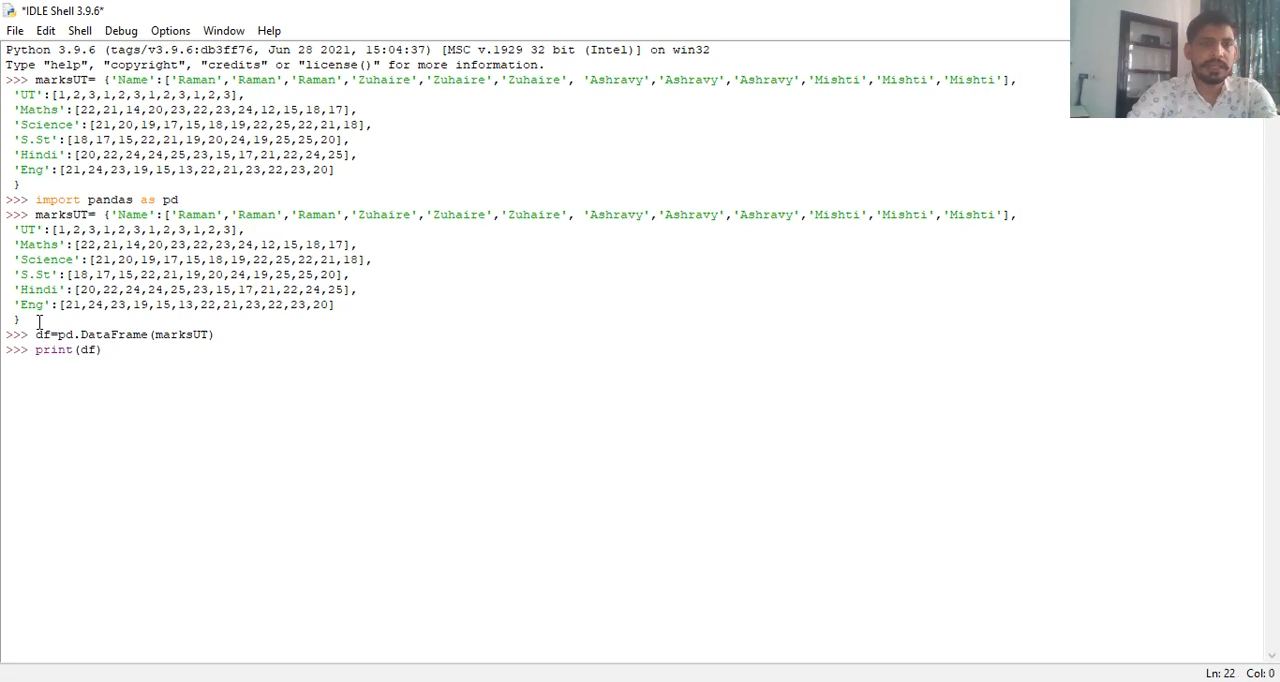 *IDLE Shell 3.9.6*
File Edit Shell Debug Options Window Help
Python 3.9.6 (tags/v3.9.6:db3ff76, Jun 28 2021, 15:04:37) [MSC v.1929 32 bit (Intel)] on win32
Type "help", "copyright", "credits" or "license()" for more information.
>>> marksUT= {'Name':['Raman','Raman','Raman','Zuhaire','Zuhaire','Zuhaire', 'Ashravy','Ashravy','Ashravy','Mishti','Mishti','Mishti'],
'UT':[1,2,3,1,2,3,1,2,3,1,2,3],
'Maths':[22,21,14,20,23,22,23,24,12,15,18,17],
'Science':[21,20,19,17,15,18,19,22,25,22,21,18],
'S.St':[18,17,15,22,21,19,20,24,19,25,25,20],
'Hindi':[20,22,24,24,25,23,15,17,21,22,24,25],
'Eng':[21,24,23,19,15,13,22,21,23,22,23,20]
}
>>> import pandas as pd
>>> marksUT= {'Name':['Raman','Raman','Raman','Zuhaire','Zuhaire','Zuhaire', 'Ashravy','Ashravy','Ashravy','Mishti','Mishti','Mishti'],
'UT':[1,2,3,1,2,3,1,2,3,1,2,3],
'Maths':[22,21,14,20,23,22,23,24,12,15,18,17],
'Science':[21,20,19,17,15,18,19,22,25,22,21,18],
'S.St':[18,17,15,22,21,19,20,24,19,25,25,20],
'Hindi':[20,22,24,24,25,23,15,17,21,22,24,25],
'Eng':[21,24,23,19,15,13,22,21,23,22,23,20]
}
>>> df=pd.DataFrame(marksUT)
>>> print(df)
Ln: 22 Col: 0